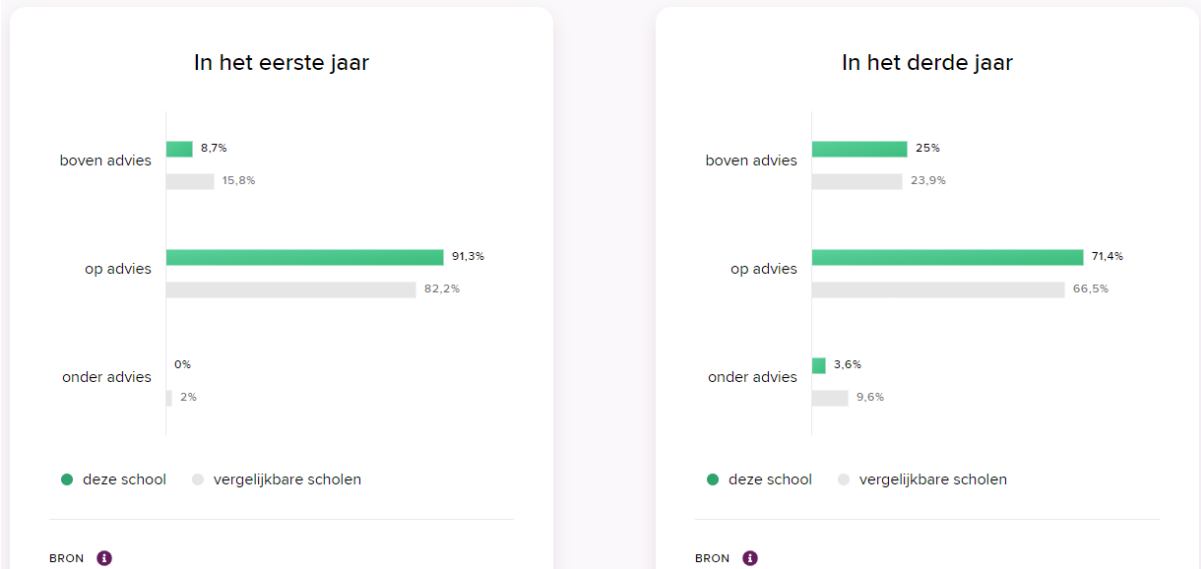 In het eerste jaar
boven advies
8,7%
15,8%
op advies
91,3%
82,2%
onder advies
0%
2%
deze school
vergelijkbare scholen
BRON
In het derde jaar
boven advies
25%
23,9%
op advies
71,4%
66,5%
onder advies
3,6%
9,6%
deze school
vergelijkbare scholen
BRON